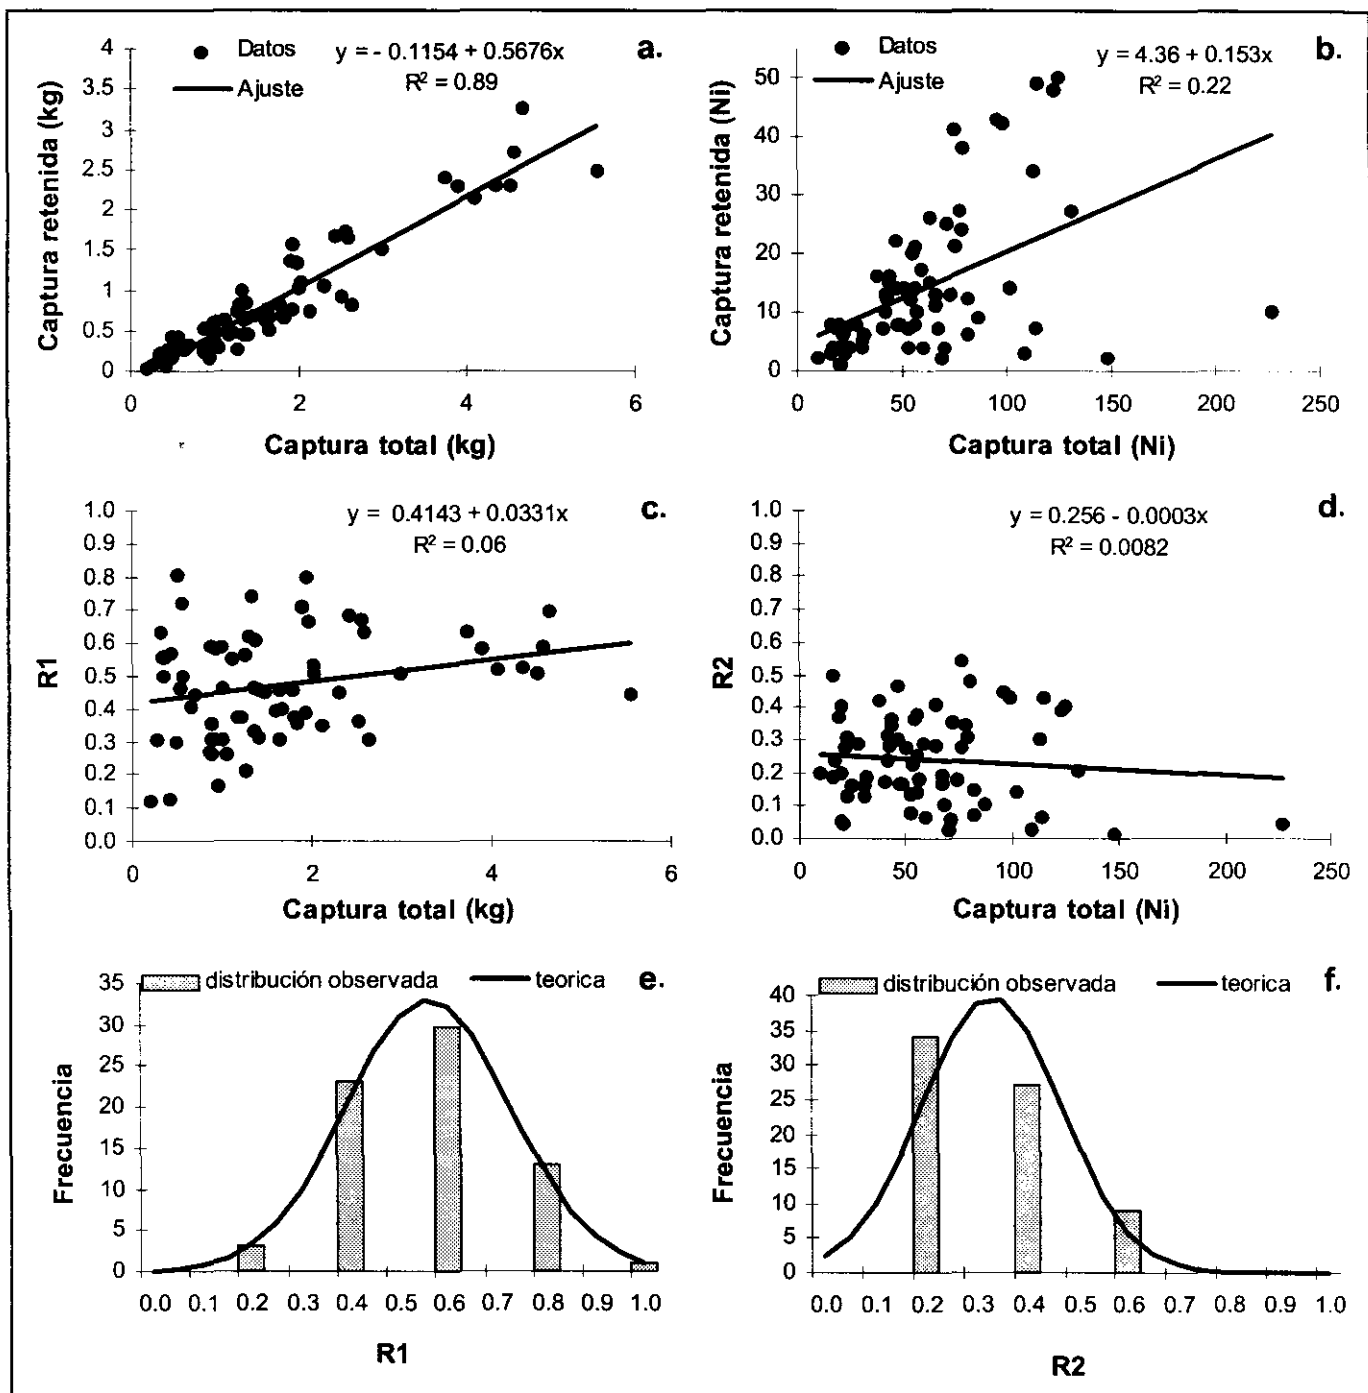 a.
Datos
Ajuste
y = - 0.1154 + 0.5676x
R² = 0.89
Captura retenida (kg)
4
3.5
3
2.5
2
1.5
1
0.5
0
0 2 4 6
Captura total (kg)
b.
Datos
Ajuste
y = 4.36 + 0.153x
R² = 0.22
Captura retenida (Ni)
50
40
30
20
10
0
0 50 100 150 200 250
Captura total (Ni)
c.
y = 0.4143 + 0.0331x
R² = 0.06
R1
1.0
0.9
0.8
0.7
0.6
0.5
0.4
0.3
0.2
0.1
0.0
0 2 4 6
Captura total (kg)
d.
y = 0.256 - 0.0003x
R² = 0.0082
R2
1.0
0.9
0.8
0.7
0.6
0.5
0.4
0.3
0.2
0.1
0.0
0 50 100 150 200 250
Captura total (Ni)
e.
distribución observada
teorica
Frecuencia
35
30
25
20
15
10
5
0
0.0 0.1 0.2 0.3 0.4 0.5 0.6 0.7 0.8 0.9 1.0
R1
f.
distribución observada
teorica
Frecuencia
40
35
30
25
20
15
10
5
0
0.0 0.1 0.2 0.3 0.4 0.5 0.6 0.7 0.8 0.9 1.0
R2